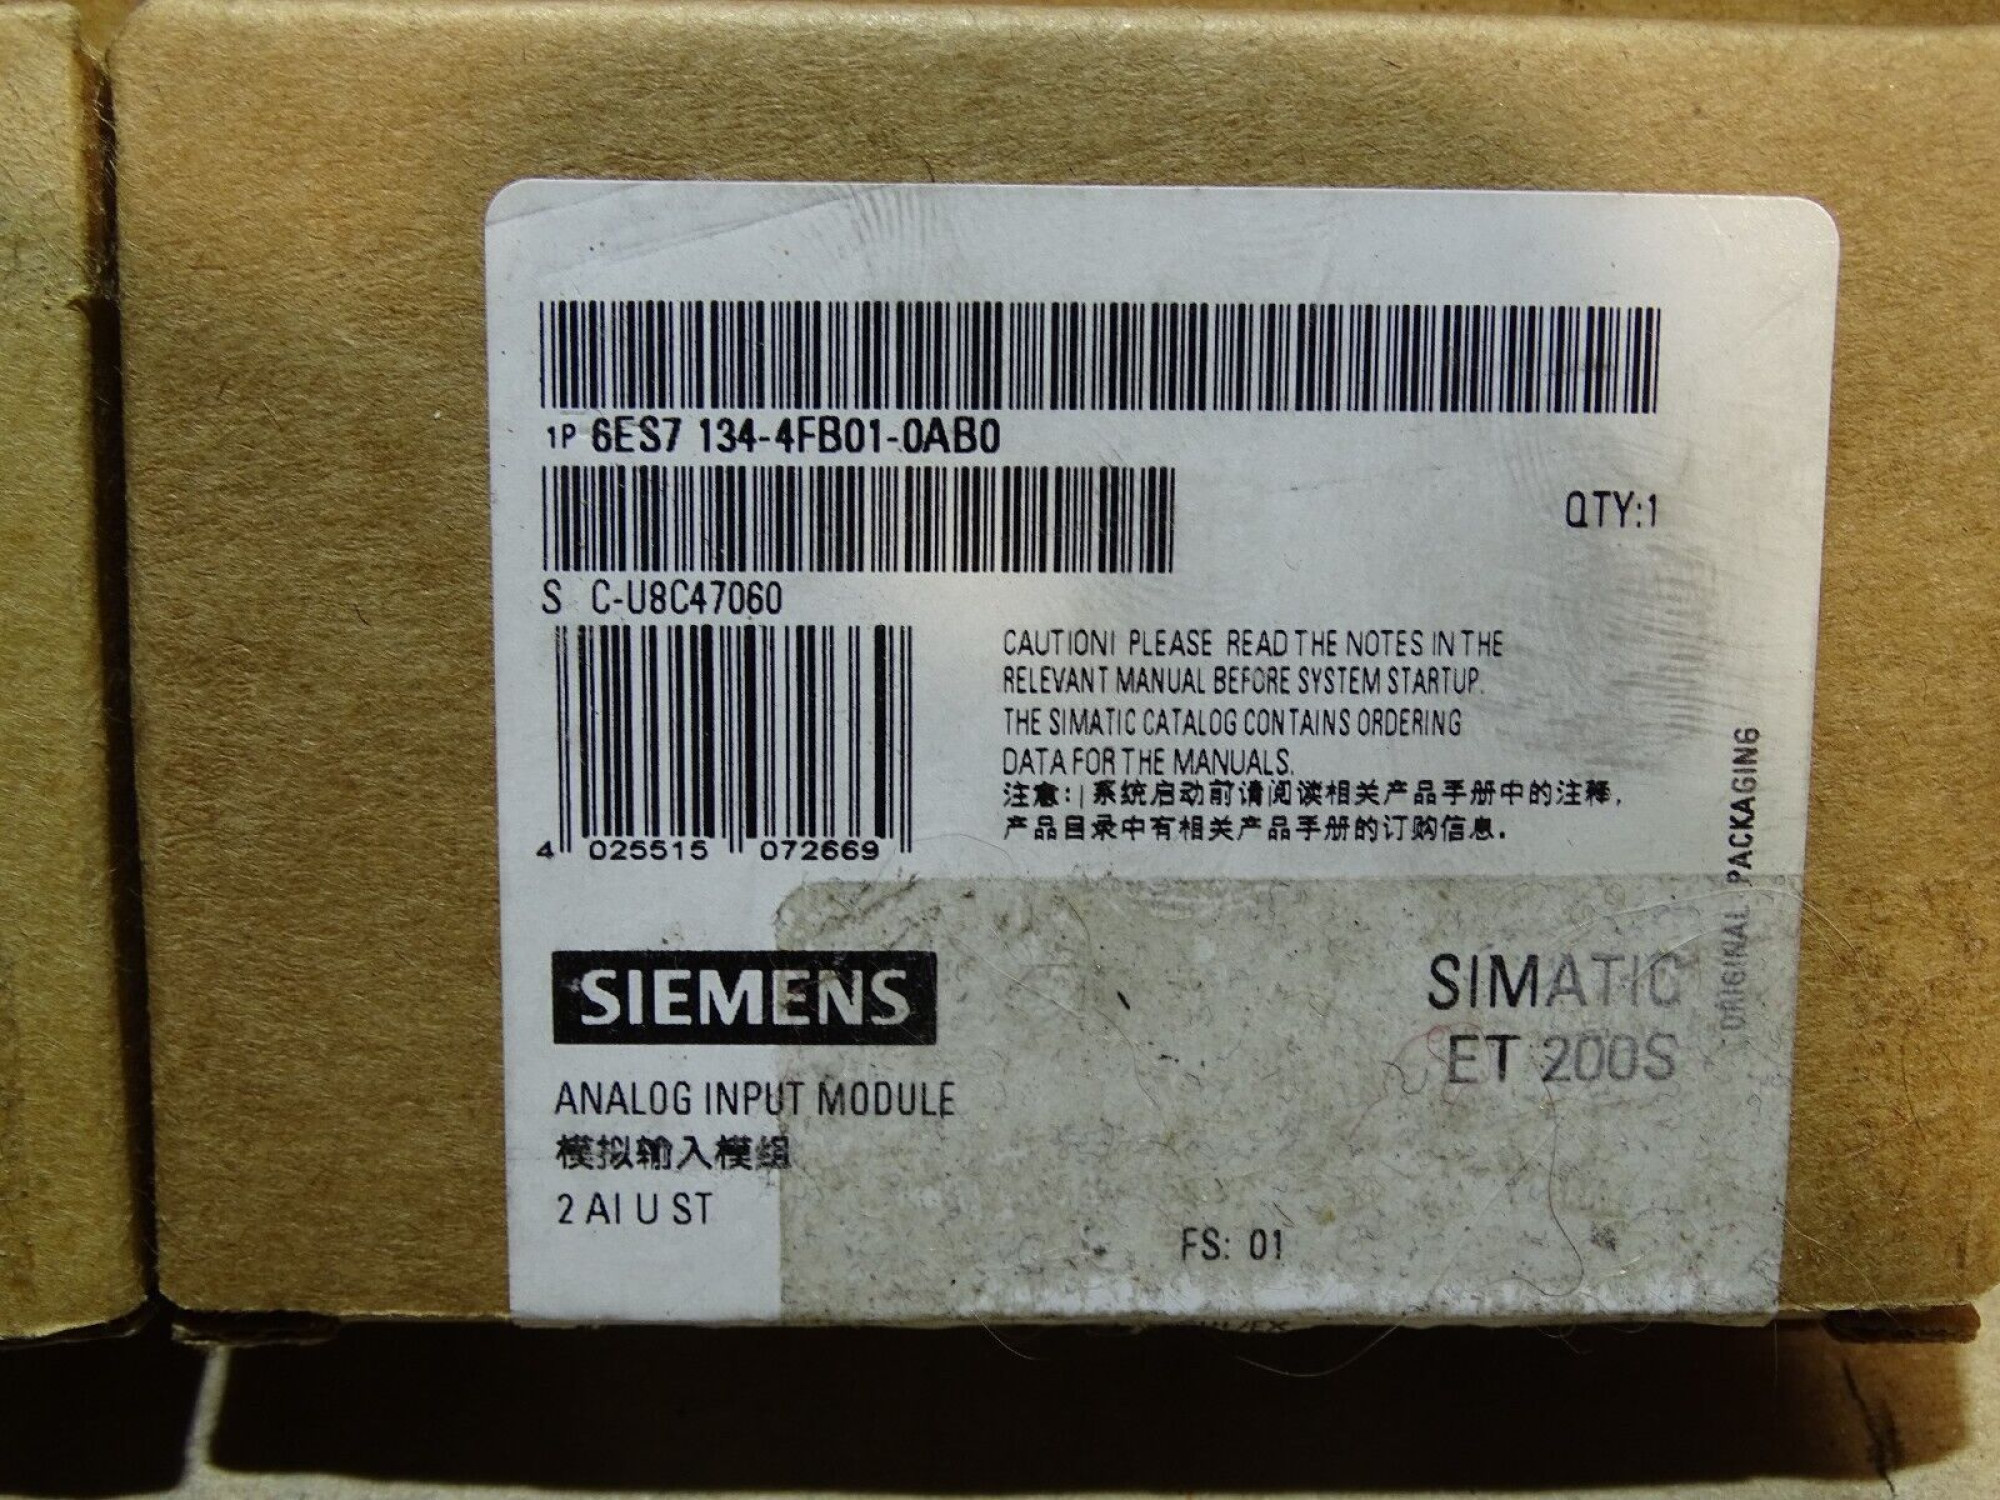 1P 6ES7 134-4FB01-0AB0
QTY:1
S C-U8C47060
CAUTION! PLEASE READ THE NOTES IN THE
RELEVANT MANUAL BEFORE SYSTEM STARTUP.
THE SIMATIC CATALOG CONTAINS ORDERING
DATA FOR THE MANUALS.
注意:|系统启动前请阅读相关产品手册中的注释,
产品目录中有相关产品手册的订购信息.
4 025515 072669
ORIGINAL PACKAGING
SIEMENS
SIMATIC
ET 200S
ANALOG INPUT MODULE
模拟输入模组
2 AI U ST
FS: 01